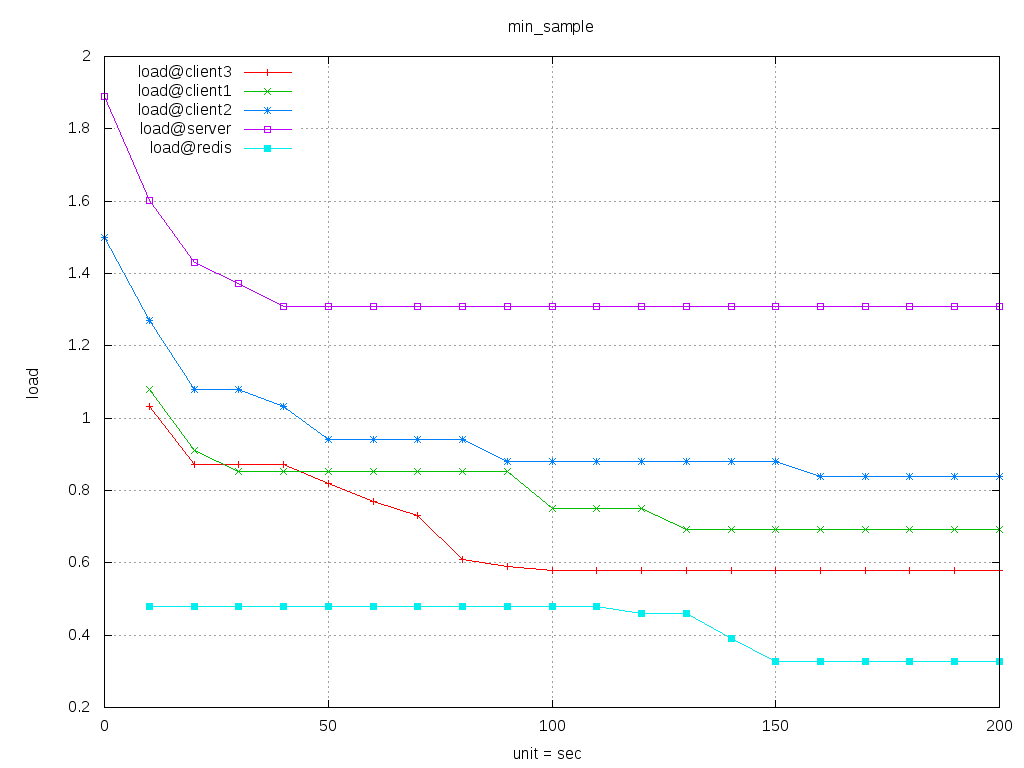 min_sample
2
load@client3
load@client1
load@client2
load@server
load@redis
1.8
1.6
1.4
1.2
load
1
0.8
0.6
0.4
0.2
0 50 100 150 200
unit = sec